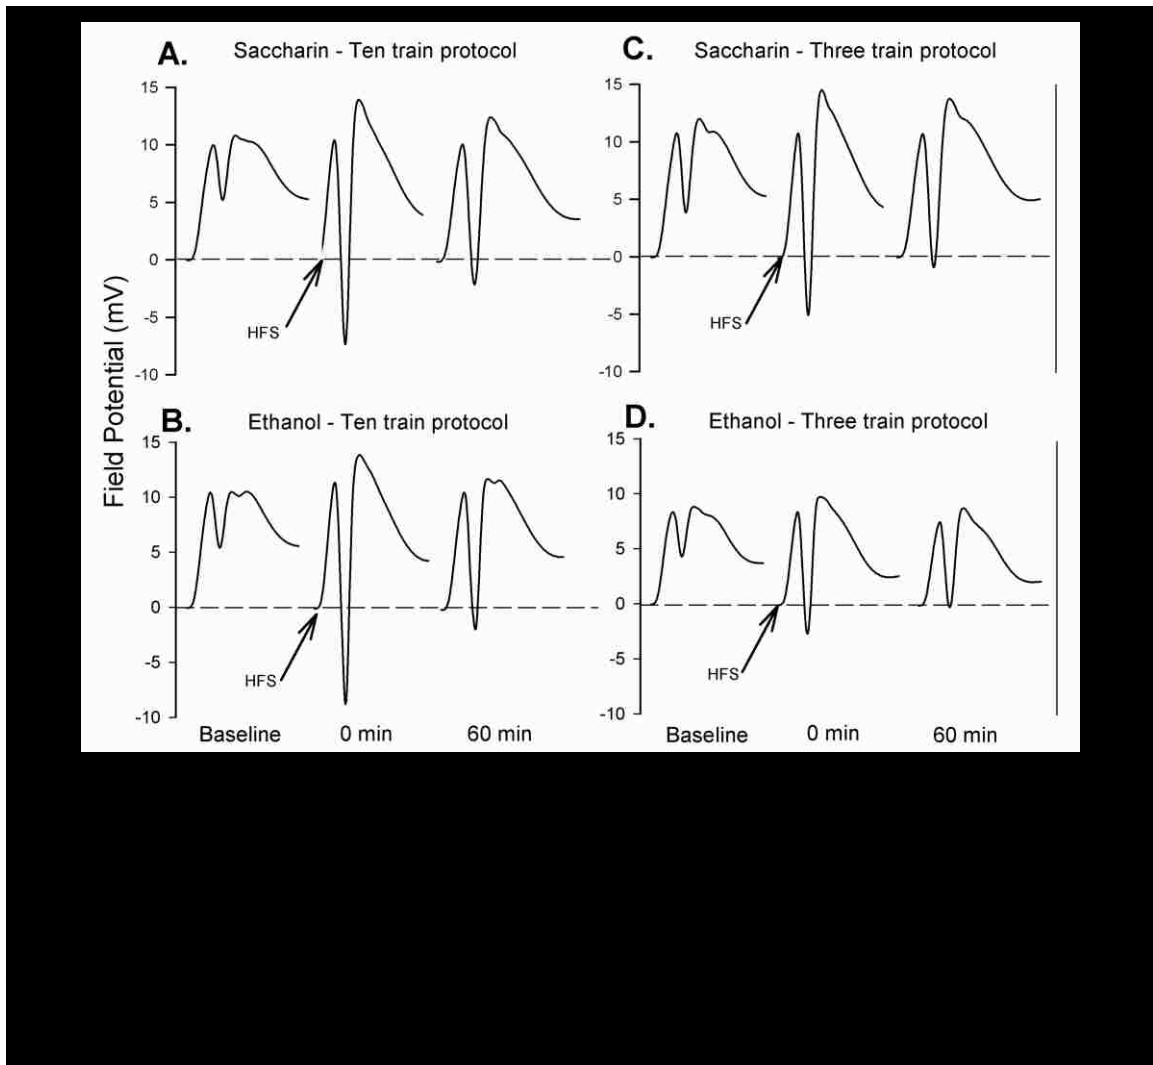 A. Saccharin - Ten train protocol
15
10
5
0
-5
-10
HFS
C. Saccharin - Three train protocol
15
10
5
0
-5
-10
HFS
Field Potential (mV)
B. Ethanol - Ten train protocol
15
10
5
0
-5
-10
HFS
Baseline 0 min 60 min
D. Ethanol - Three train protocol
15
10
5
0
-5
-10
HFS
Baseline 0 min 60 min